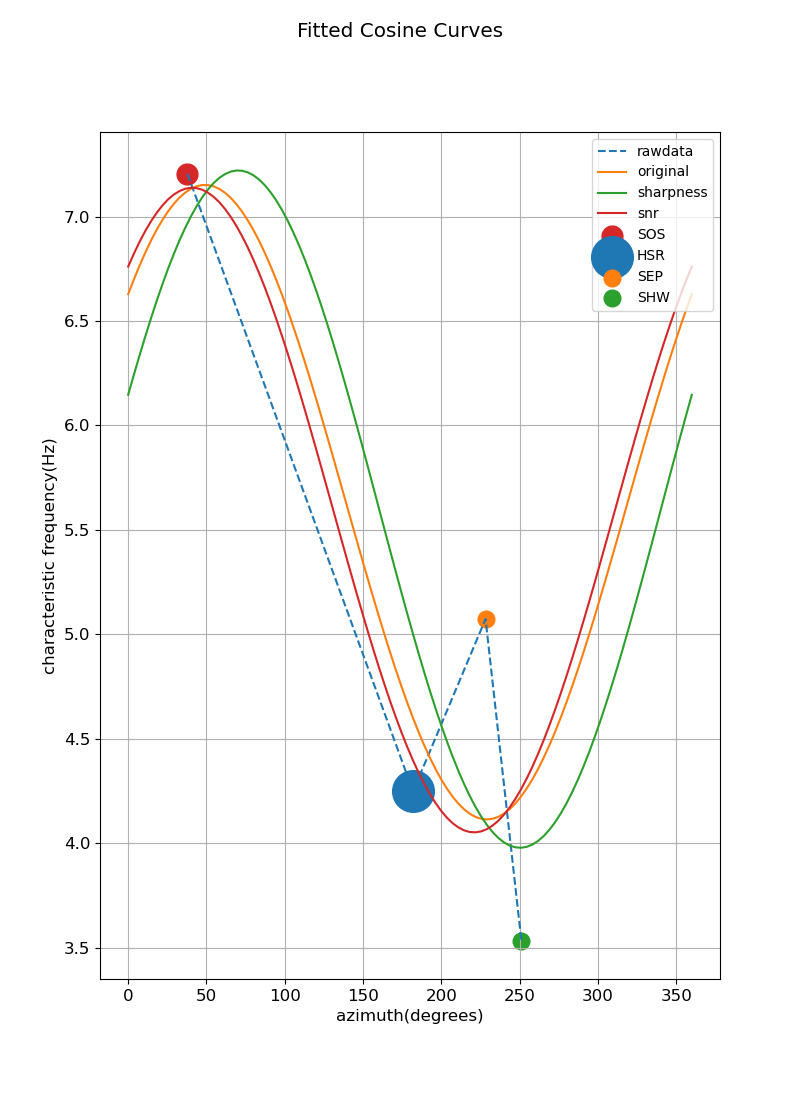 Fitted Cosine Curves
rawdata
original
sharpness
snr
SOS
HSR
SEP
SHW
7.0
6.5
6.0
5.5
5.0
4.5
4.0
3.5
characteristic frequency(Hz)
0 50 100 150 200 250 300 350
azimuth(degrees)